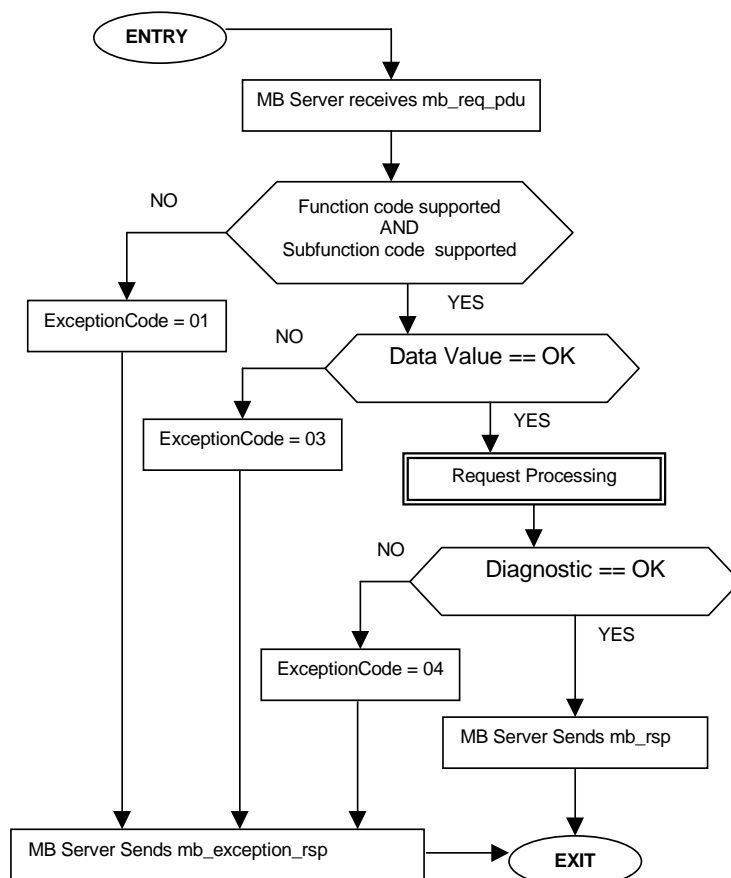 ENTRY
MB Server receives mb_req_pdu
NO
Function code supported
AND
Subfunction code supported
YES
ExceptionCode = 01
NO
Data Value == OK
YES
ExceptionCode = 03
Request Processing
NO
Diagnostic == OK
YES
ExceptionCode = 04
MB Server Sends mb_rsp
MB Server Sends mb_exception_rsp
EXIT